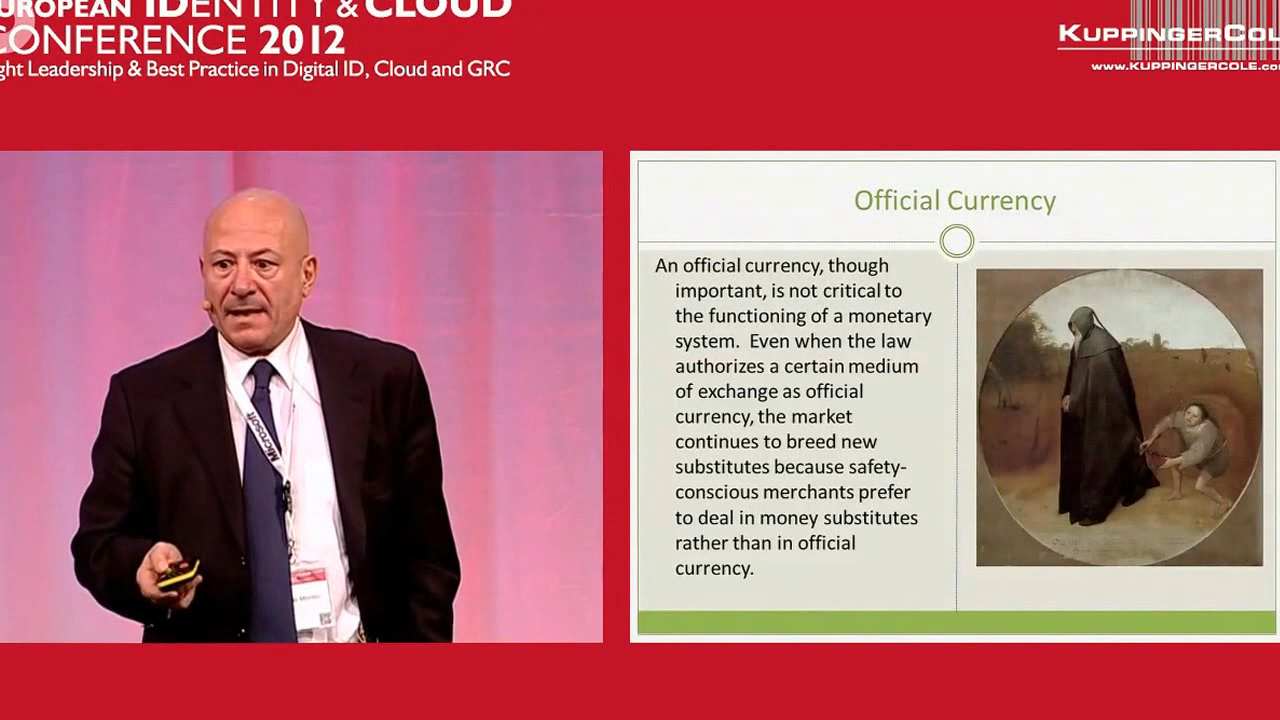 EUROPEAN IDENTITY & CLOUD
CONFERENCE 2012
ght Leadership & Best Practice in Digital ID, Cloud and GRC
KUPPINGERCOL
www.KUPPINGERCOLE.co
Microsoft
Official Currency
An official currency, though
important, is not critical to
the functioning of a monetary
system. Even when the law
authorizes a certain medium
of exchange as official
currency, the market
continues to breed new
substitutes because safety-
conscious merchants prefer
to deal in money substitutes
rather than in official
currency.